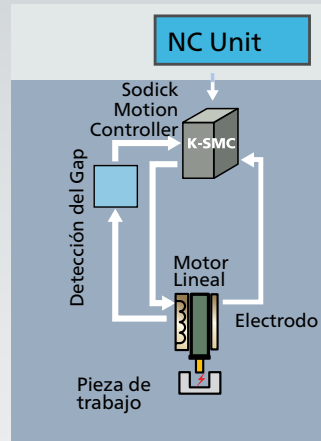 NC Unit
Sodick
Motion
Controller
K-SMC
Detección del Gap
Motor
Lineal
Electrodo
Pieza de
trabajo